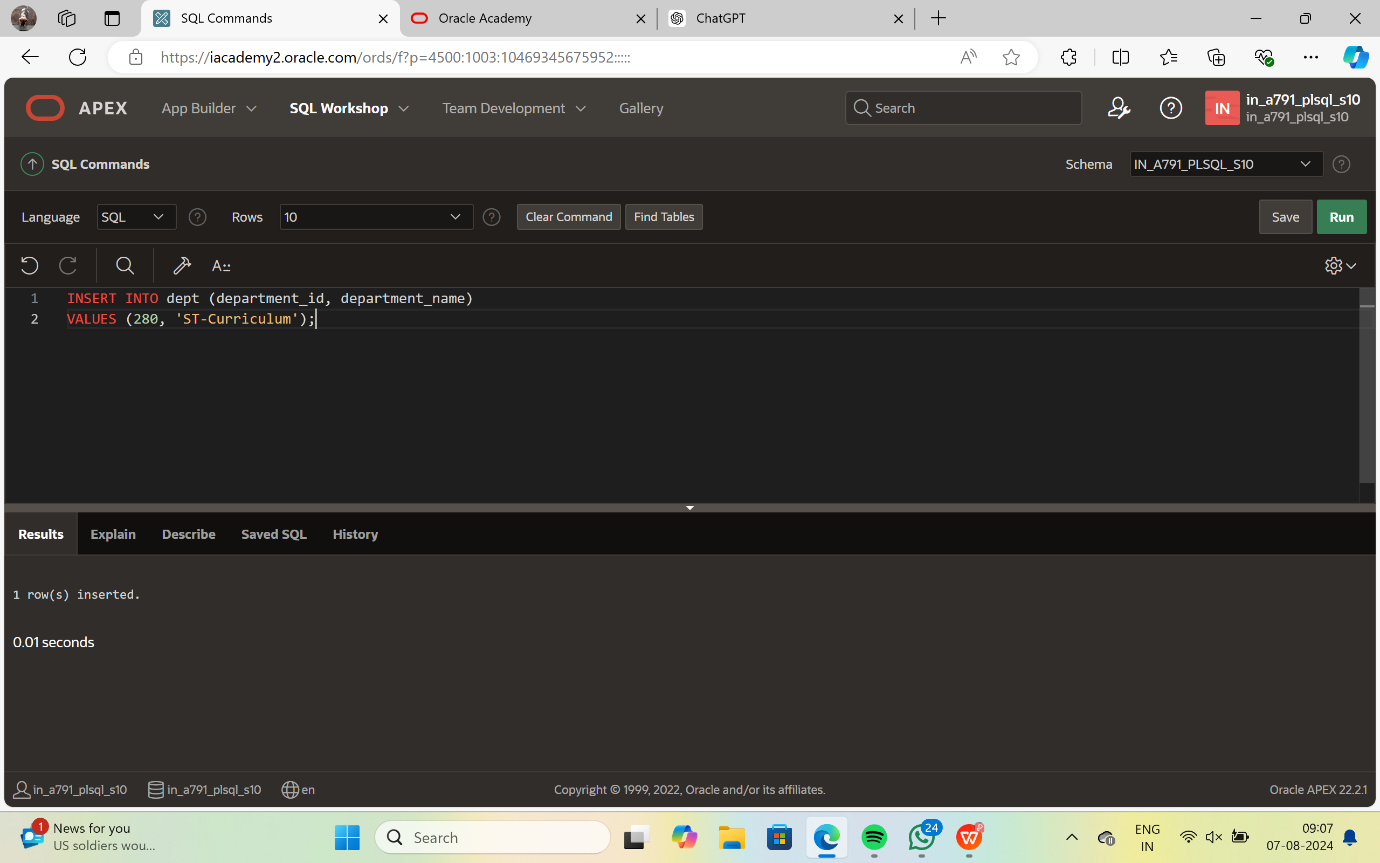 SQL Commands
Oracle Academy
ChatGPT
https://iacademy2.oracle.com/ords/f?p=4500:1003:10469345675952:::::
APEX
App Builder
SQL Workshop
Team Development
Gallery
Search
IN
in_a791_plsql_s10
in_a791_plsql_s10
SQL Commands
Schema
IN_A791_PLSQL_S10
Language
SQL
Rows
10
Clear Command
Find Tables
Save
Run
1 INSERT INTO dept (department_id, department_name)
2 VALUES (280, 'ST-Curriculum');
Results
Explain
Describe
Saved SQL
History
1 row(s) inserted.
0.01 seconds
in_a791_plsql_s10
in_a791_plsql_s10
en
Copyright © 1999, 2022, Oracle and/or its affiliates.
Oracle APEX 22.2.1
1
News for you
US soldiers wou...
Search
24
ENG
IN
09:07
07-08-2024